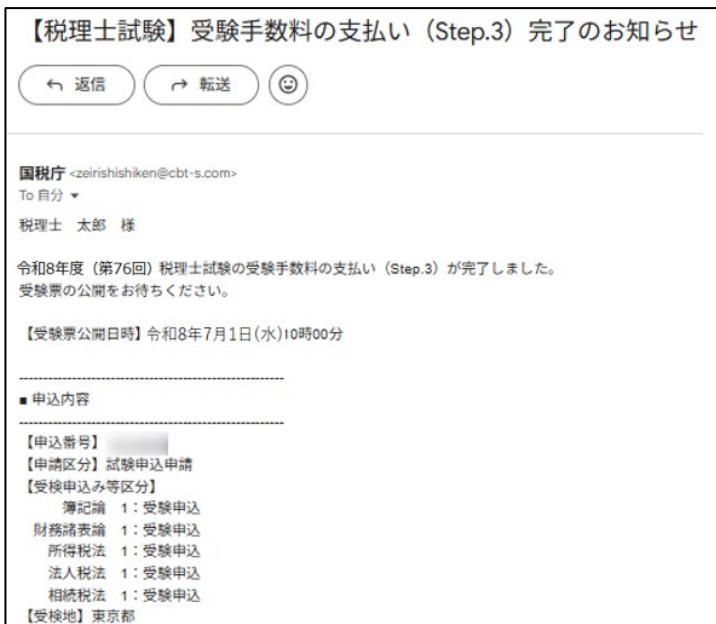 【税理士試験】受験手数料の支払い（Step.3）完了のお知らせ
返信 転送
国税庁 <zeirishishiken@cbt-s.com>
To 自分
税理士　太郎　様
令和8年度（第76回）税理士試験の受験手数料の支払い（Step.3）が完了しました。
受験票の公開をお待ちください。
【受験票公開日時】令和8年7月1日(水)10時00分
-------------------------------------------------------
■ 申込内容
-------------------------------------------------------
【申込番号】
【申請区分】試験申込申請
【受検申込み等区分】
簿記論　1：受験申込
財務諸表論　1：受験申込
所得税法　1：受験申込
法人税法　1：受験申込
相続税法　1：受験申込
【受検地】東京都